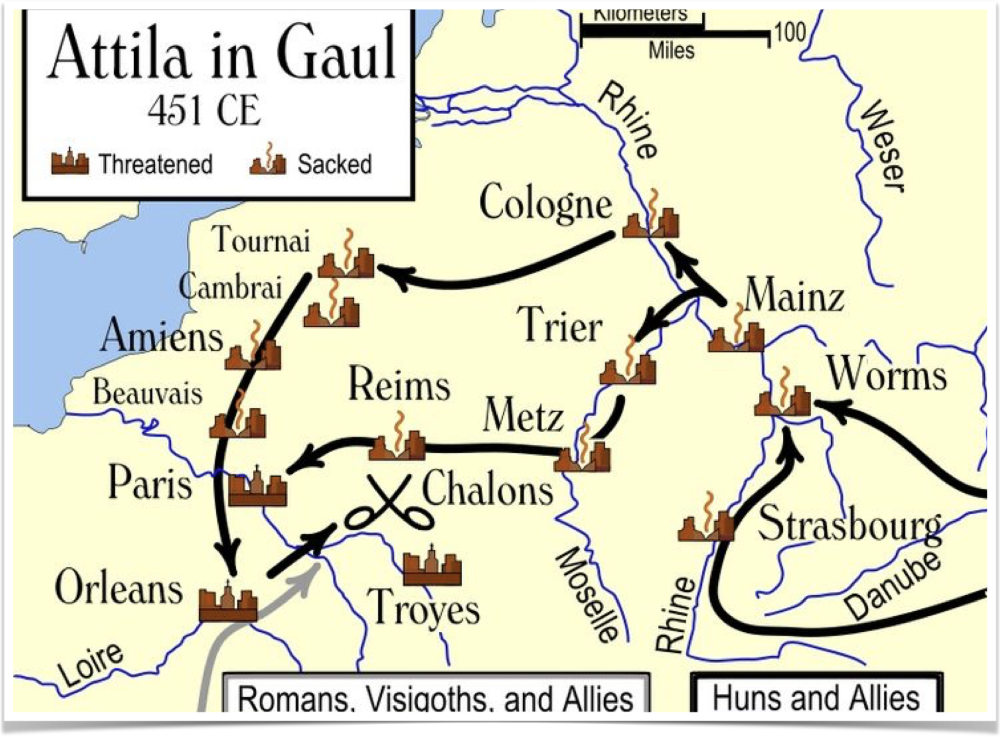 Attila in Gaul
451 CE
Threatened
Sacked
Kilometers
100
Miles
Rhine
Weser
Cologne
Tournai
Cambrai
Mainz
Trier
Amiens
Worms
Reims
Beauvais
Metz
Paris
Chalons
Strasbourg
Orleans
Troyes
Moselle
Danube
Rhine
Loire
Romans, Visigoths, and Allies
Huns and Allies